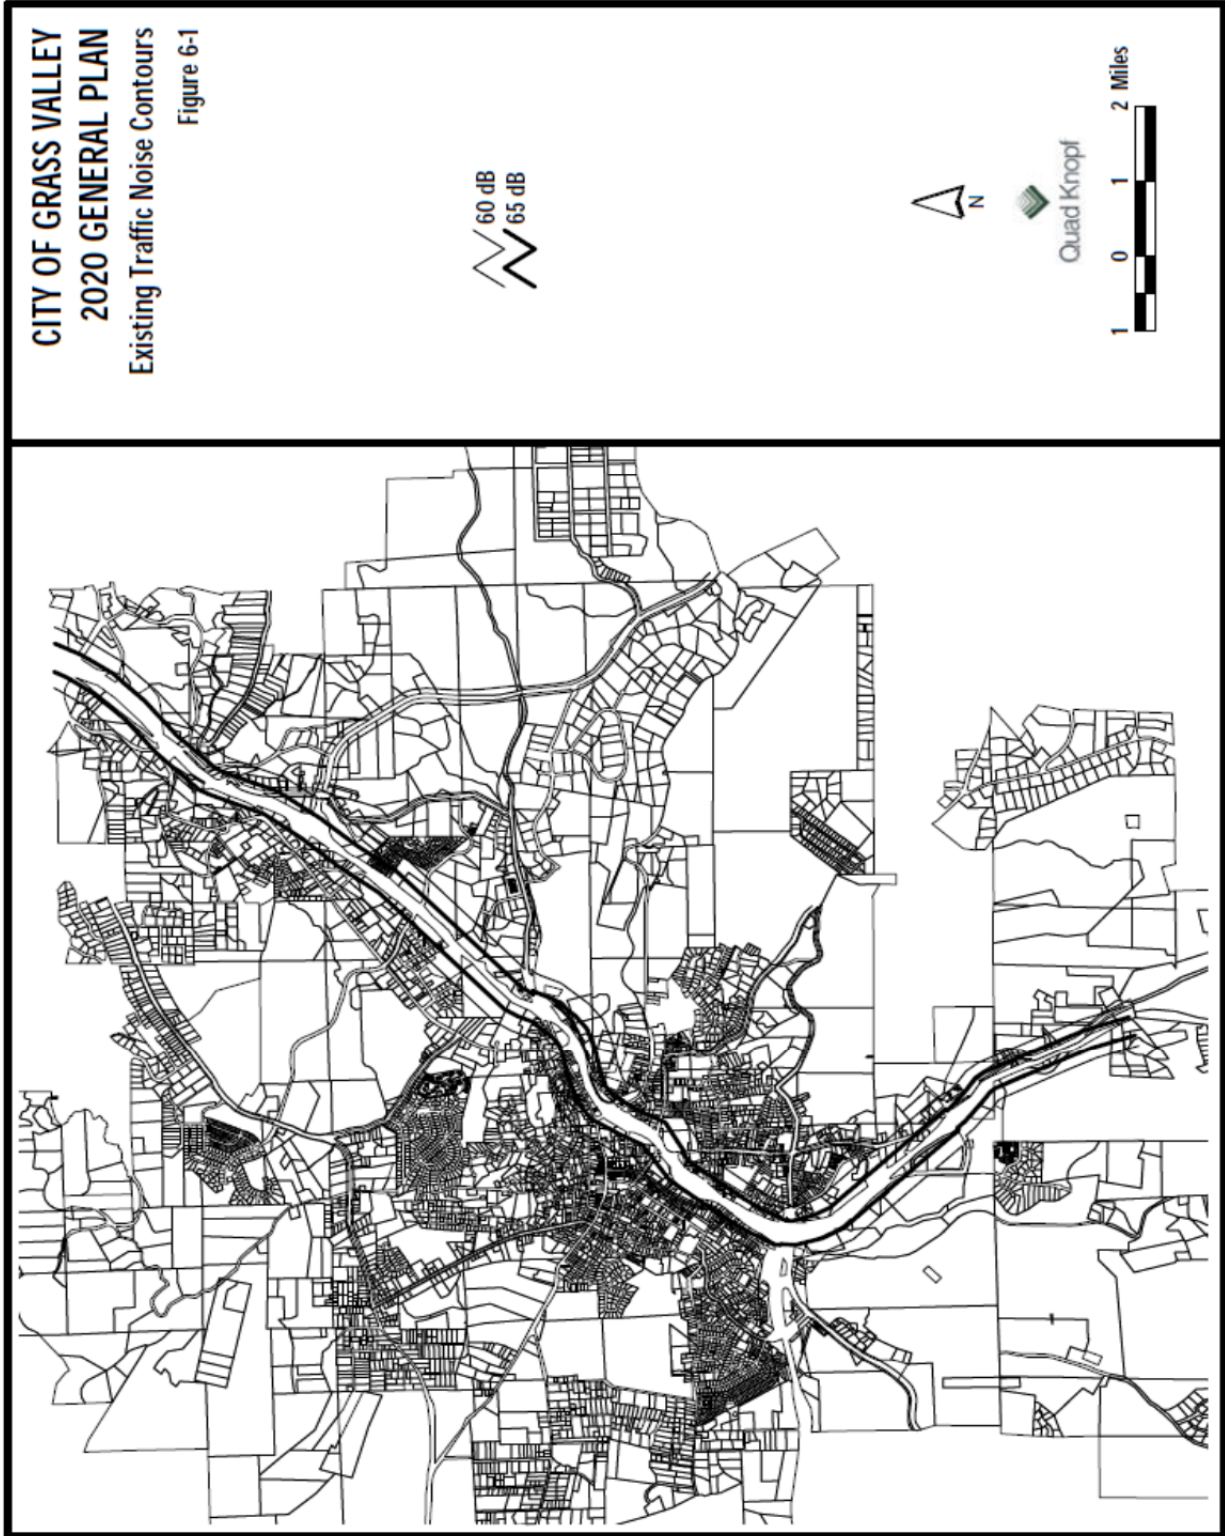 CITY OF GRASS VALLEY
2020 GENERAL PLAN
Existing Traffic Noise Contours
Figure 6-1
60 dB
65 dB
N
Quad Knopf
1 0 1 2 Miles